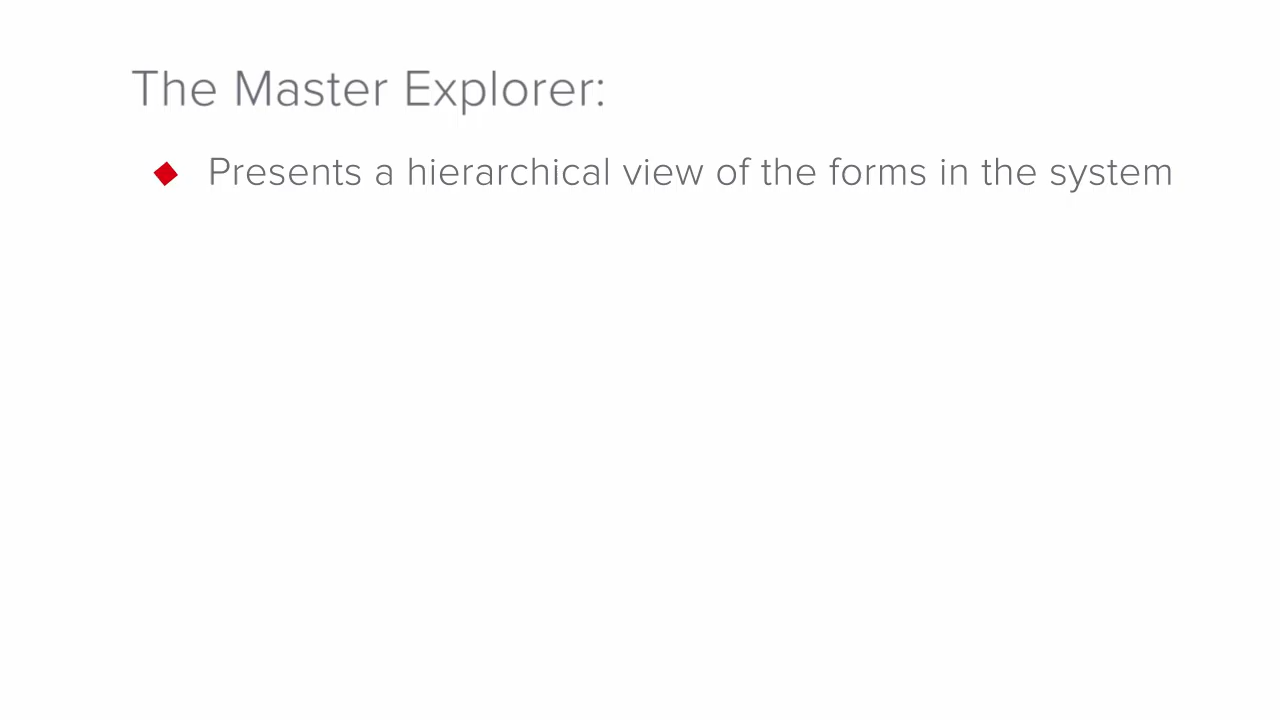 The Master Explorer:
Presents a hierarchical view of the forms in the system